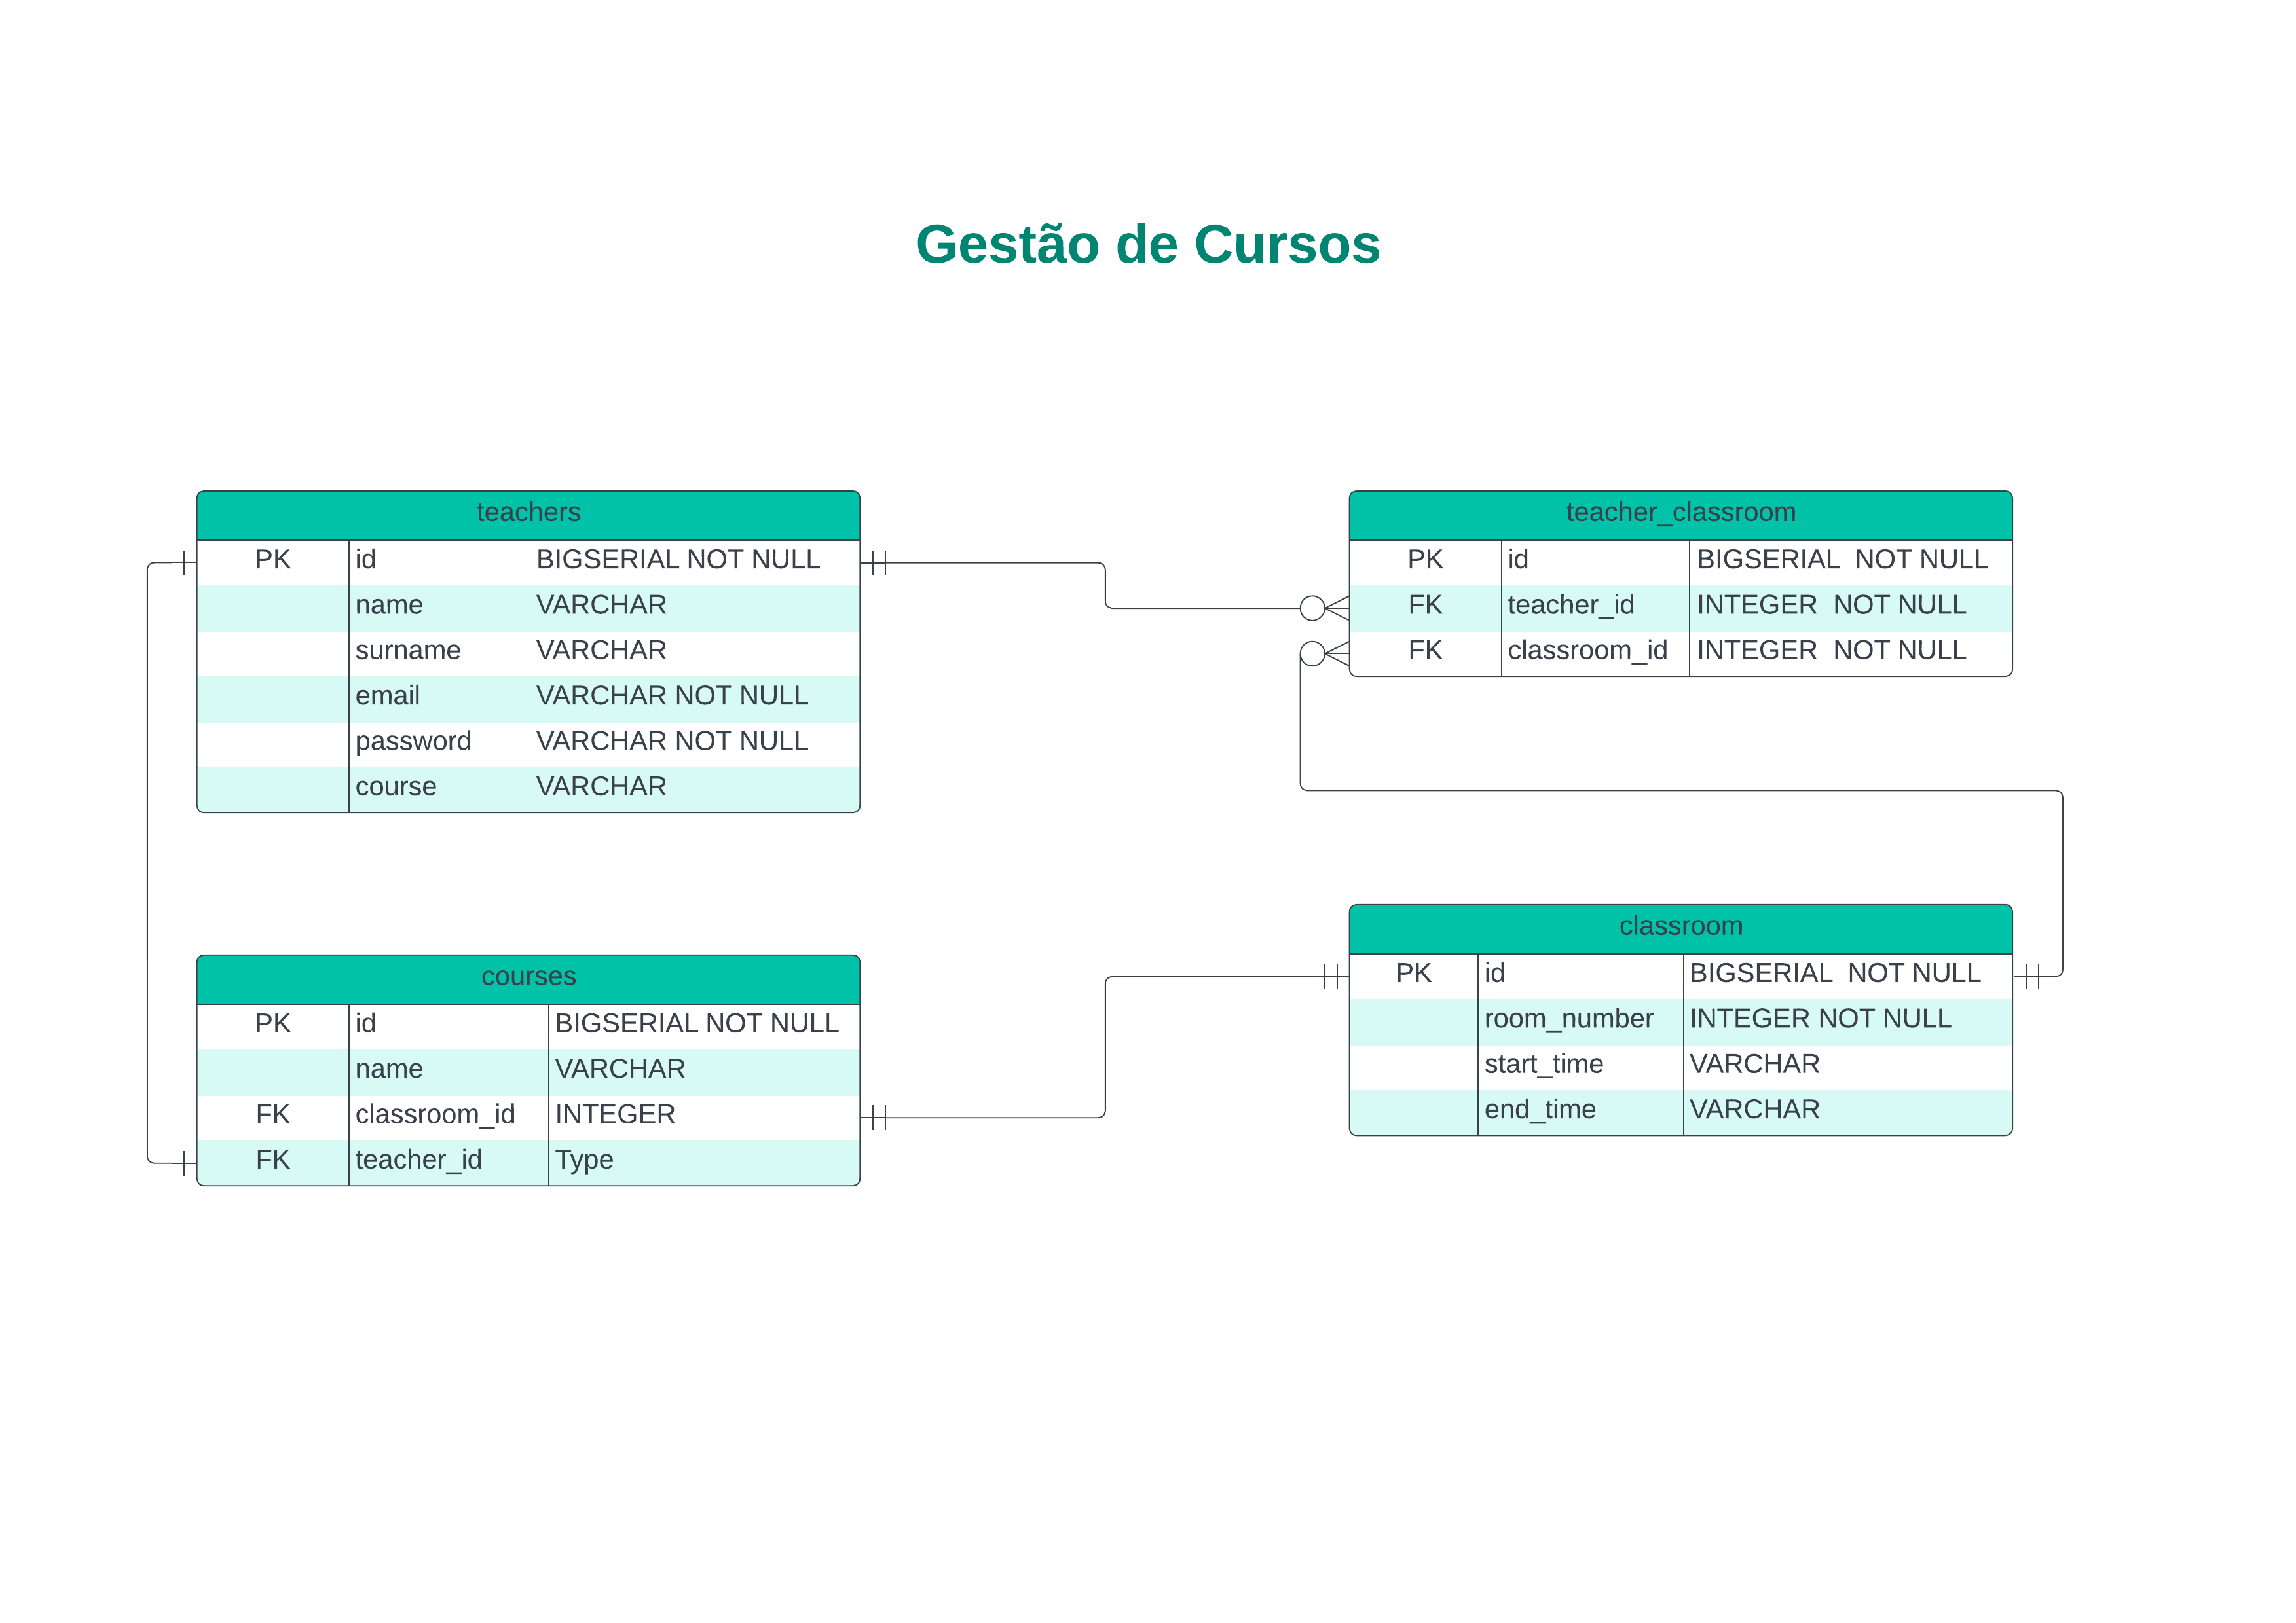 Gestão de Cursos
teachers
PK id BIGSERIAL NOT NULL
name VARCHAR
surname VARCHAR
email VARCHAR NOT NULL
password VARCHAR NOT NULL
course VARCHAR
teacher_classroom
PK id BIGSERIAL  NOT NULL
FK teacher_id INTEGER  NOT NULL
FK classroom_id INTEGER  NOT NULL
courses
PK id BIGSERIAL NOT NULL
name VARCHAR
FK classroom_id INTEGER
FK teacher_id Type
classroom
PK id BIGSERIAL  NOT NULL
room_number INTEGER NOT NULL
start_time VARCHAR
end_time VARCHAR